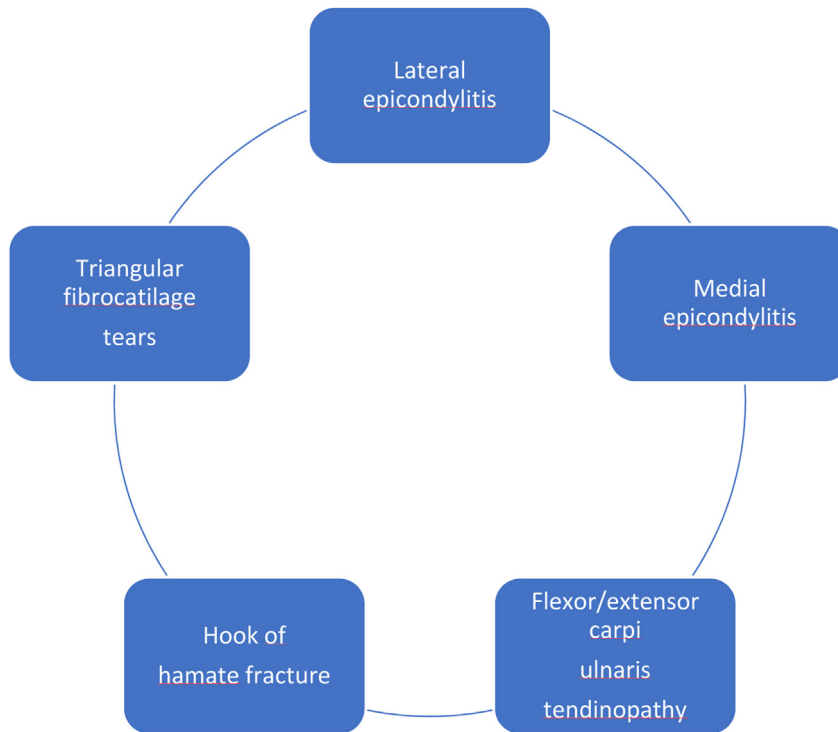 Lateral
epicondylitis
Medial
epicondylitis
Flexor/extensor
carpi
ulnaris
tendinopathy
Hook of
hamate fracture
Triangular
fibrocatilage
tears